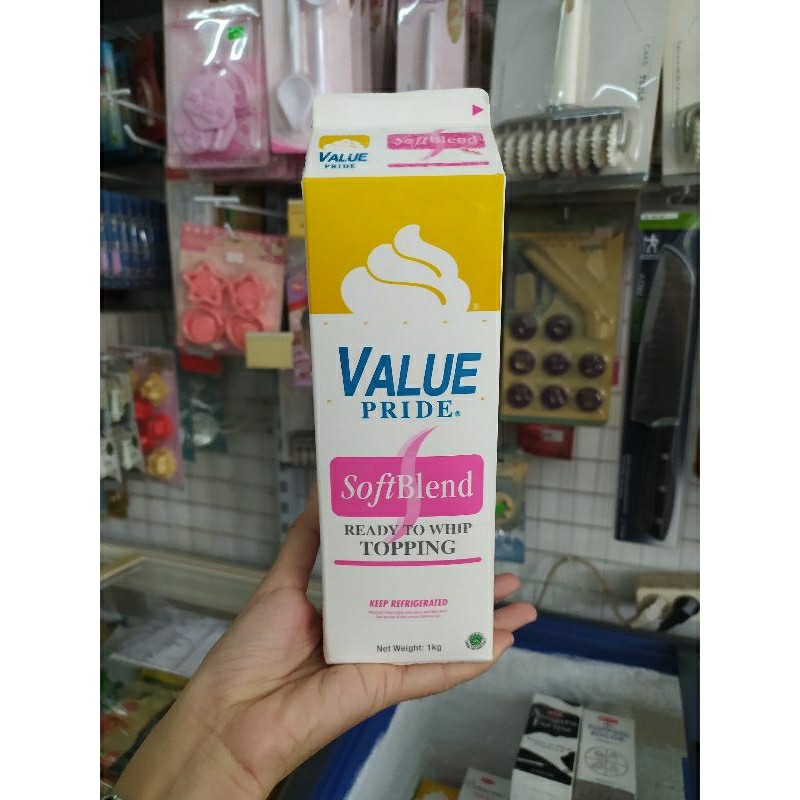 VALUE
PRIDE
SoftBlend
VALUE
PRIDE®
SoftBlend
READY TO WHIP
TOPPING
KEEP REFRIGERATED
Net Weight: 1kg